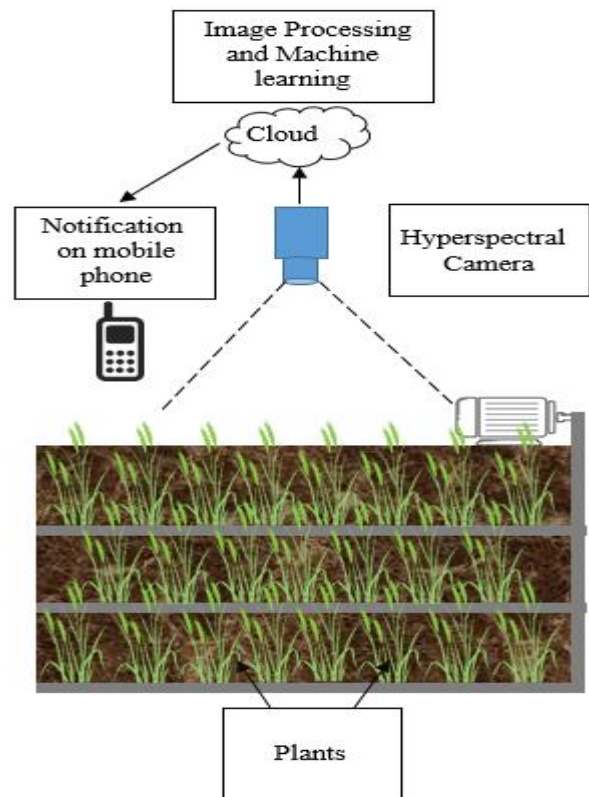 Image Processing
and Machine
learning
Cloud
Notification
on mobile
phone
Hyperspectral
Camera
Plants